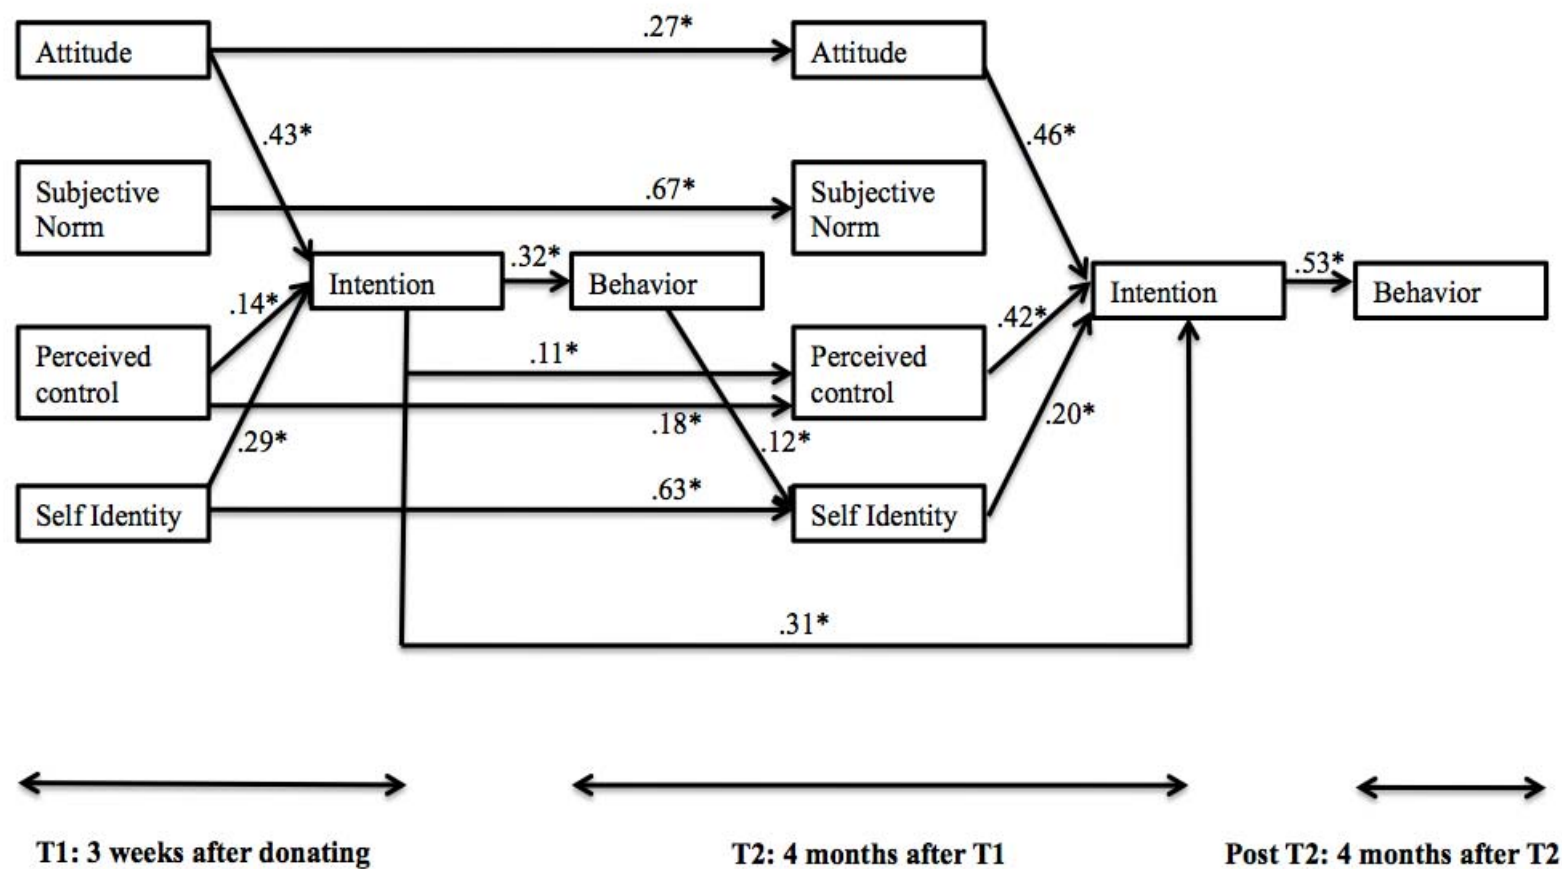 .27*
Attitude
Attitude
.43*
.46*
Subjective
Norm
.67*
Subjective
Norm
.32*
.53*
Intention
Behavior
Intention
Behavior
.14*
.42*
Perceived
control
.11*
Perceived
control
.18*
.12*
.20*
.29*
.63*
Self Identity
Self Identity
.31*
T1: 3 weeks after donating
T2: 4 months after T1
Post T2: 4 months after T2